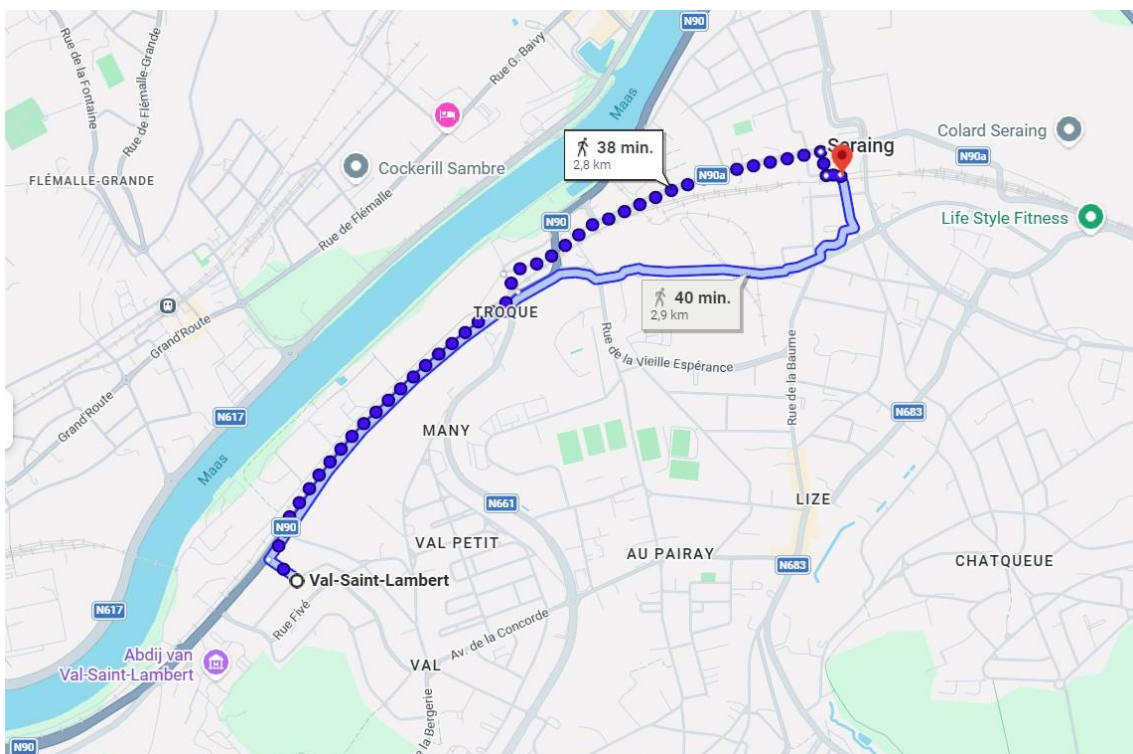 N90
Rue de la Fontaine
Rue de Flémalle-Grande
Rue G. Baivy
Maas
38 min.
2,8 km
Seraing
Colard Seraing
N90a
Cockerill Sambre
FLÉMALLE-GRANDE
N90a
Rue de Flémalle
N90
Life Style Fitness
40 min.
2,9 km
TROQUE
Grand'Route
Rue de la Vieille Espérance
Rue de la Baume
Grand'Route
N617
N683
MANY
Maas
LIZE
N661
N90
VAL PETIT
AU PAIRAY
CHATQUEUE
N683
Val-Saint-Lambert
N617
Rue Fivé
Av. de la Concorde
Abdij van
Val-Saint-Lambert
VAL
e la Bergerie
N90